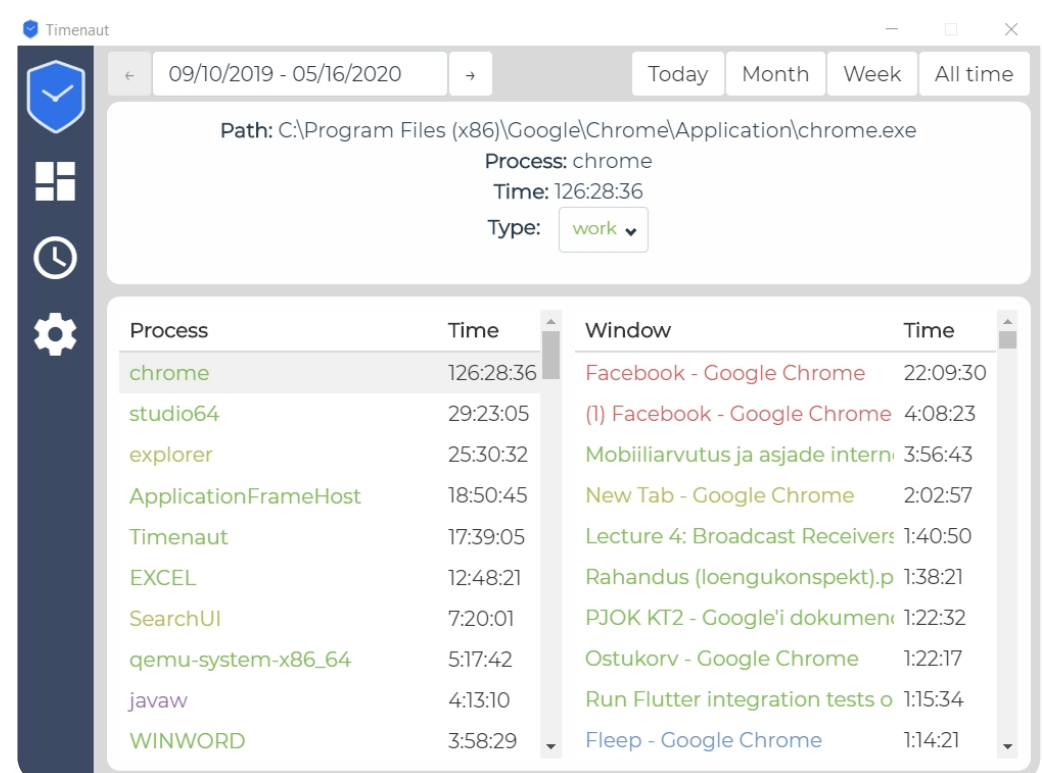 Timenaut
← 09/10/2019 - 05/16/2020 → Today Month Week All time
Path: C:\Program Files (x86)\Google\Chrome\Application\chrome.exe
Process: chrome
Time: 126:28:36
Type: work
Process Time Window Time
chrome 126:28:36 Facebook - Google Chrome 22:09:30
studio64 29:23:05 (1) Facebook - Google Chrome 4:08:23
explorer 25:30:32 Mobiiliarvutus ja asjade intern 3:56:43
ApplicationFrameHost 18:50:45 New Tab - Google Chrome 2:02:57
Timenaut 17:39:05 Lecture 4: Broadcast Receivers 1:40:50
EXCEL 12:48:21 Rahandus (loengukonspekt).p 1:38:21
SearchUI 7:20:01 PJOK KT2 - Google'i dokumen 1:22:32
qemu-system-x86_64 5:17:42 Ostukorv - Google Chrome 1:22:17
javaw 4:13:10 Run Flutter integration tests o 1:15:34
WINWORD 3:58:29 Fleep - Google Chrome 1:14:21